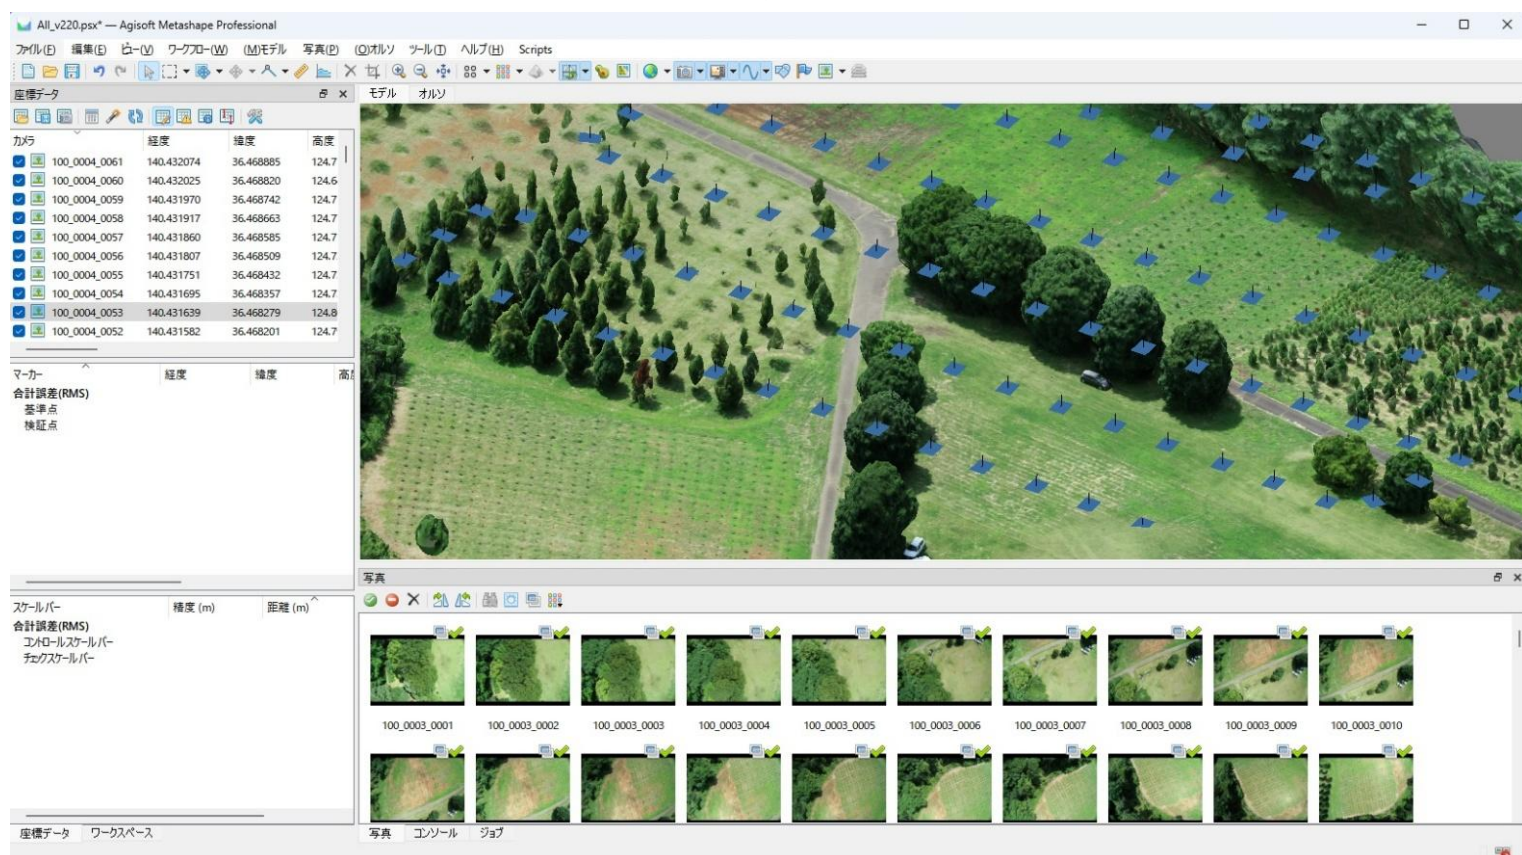 All_v220.psx* — Agisoft Metashape Professional
ファイル(F) 編集(E) ビュー(V) ワークフロー(W) (M)モデル 写真(P) (O)オルソ ツール(T) ヘルプ(H) Scripts
座標データ
カメラ 経度 緯度 高度
100_0004_0061 140.432074 36.468885 124.7
100_0004_0060 140.432025 36.468820 124.6
100_0004_0059 140.431970 36.468742 124.7
100_0004_0058 140.431917 36.468663 124.7
100_0004_0057 140.431860 36.468585 124.7
100_0004_0056 140.431807 36.468509 124.7
100_0004_0055 140.431751 36.468432 124.7
100_0004_0054 140.431695 36.468357 124.7
100_0004_0053 140.431639 36.468279 124.8
100_0004_0052 140.431582 36.468201 124.7
マーカー 経度 緯度 高度
合計誤差(RMS)
基準点
検証点
スケールバー 精度 (m) 距離 (m)
合計誤差(RMS)
コントロールスケールバー
チェックスケールバー
座標データ ワークスペース
モデル オルソ
写真
100_0003_0001 100_0003_0002 100_0003_0003 100_0003_0004 100_0003_0005 100_0003_0006 100_0003_0007 100_0003_0008 100_0003_0009 100_0003_0010
写真 コンソール ジョブ